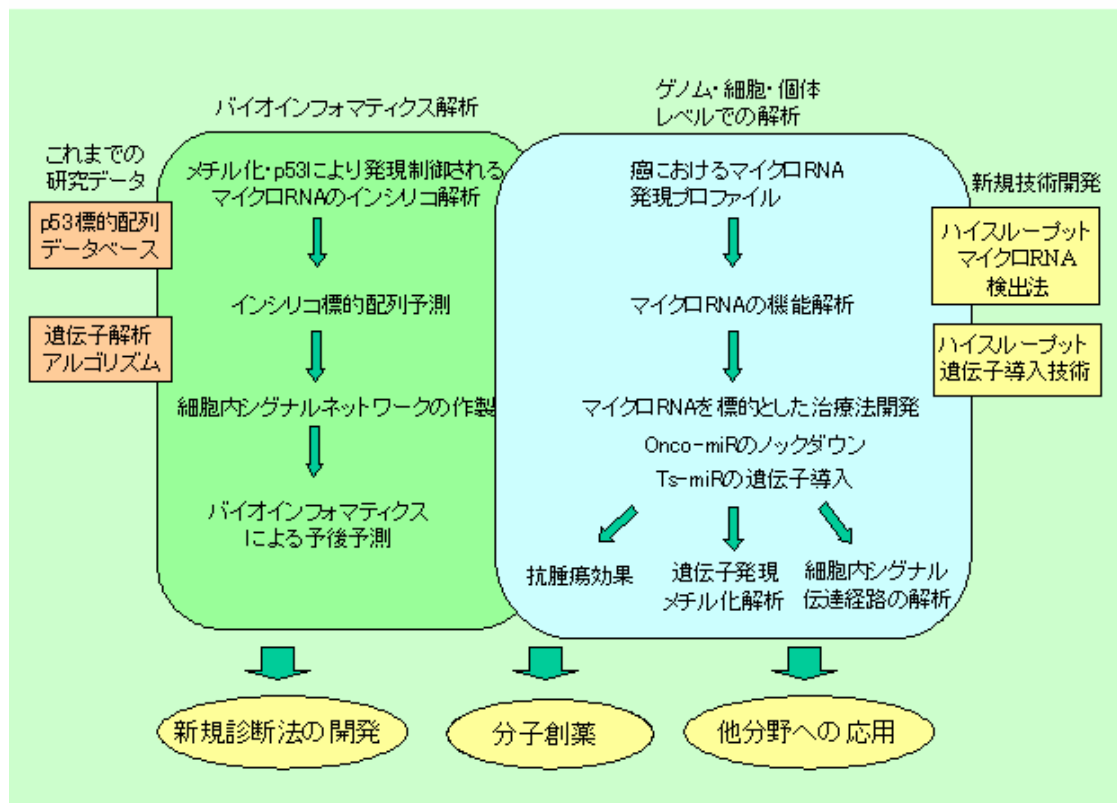 バイオインフォマティクス解析
ゲノム・細胞・個体
レベルでの解析
これまでの
研究データ
p53標的配列
データベース
遺伝子解析
アルゴリズム
メチル化・p53により発現制御される
マイクロRNAのインシリコ解析
インシリコ標的配列予測
細胞内シグナルネットワークの作製
バイオインフォマティクス
による予後予測
癌におけるマイクロRNA
発現プロファイル
マイクロRNAの機能解析
マイクロRNAを標的とした治療法開発
Onco-miRのノックダウン
Ts-miRの遺伝子導入
抗腫瘍効果
遺伝子発現
メチル化解析
細胞内シグナル
伝達経路の解析
新規技術開発
ハイスループット
マイクロRNA
検出法
ハイスループット
遺伝子導入技術
新規診断法の開発
分子創薬
他分野への応用